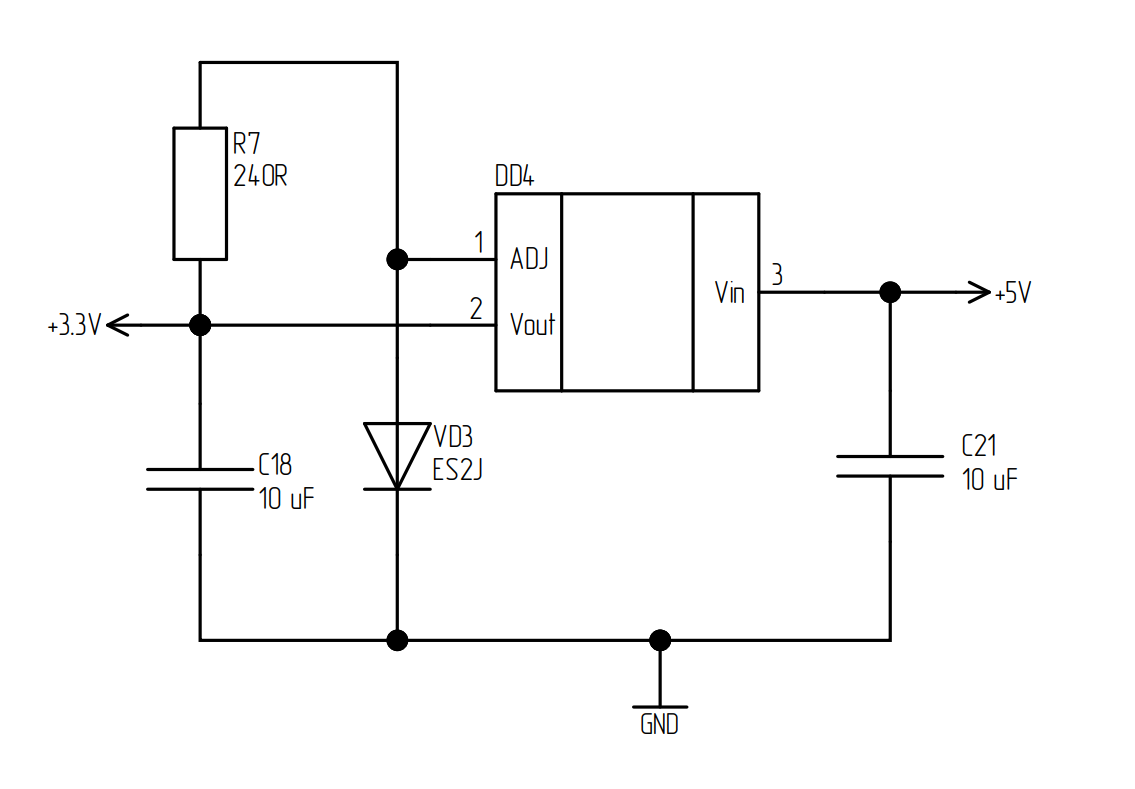 R7
240R
DD4
1
ADJ
2
Vout
Vin
3
+3.3V
+5V
C18
10 uF
VD3
ES2J
C21
10 uF
GND